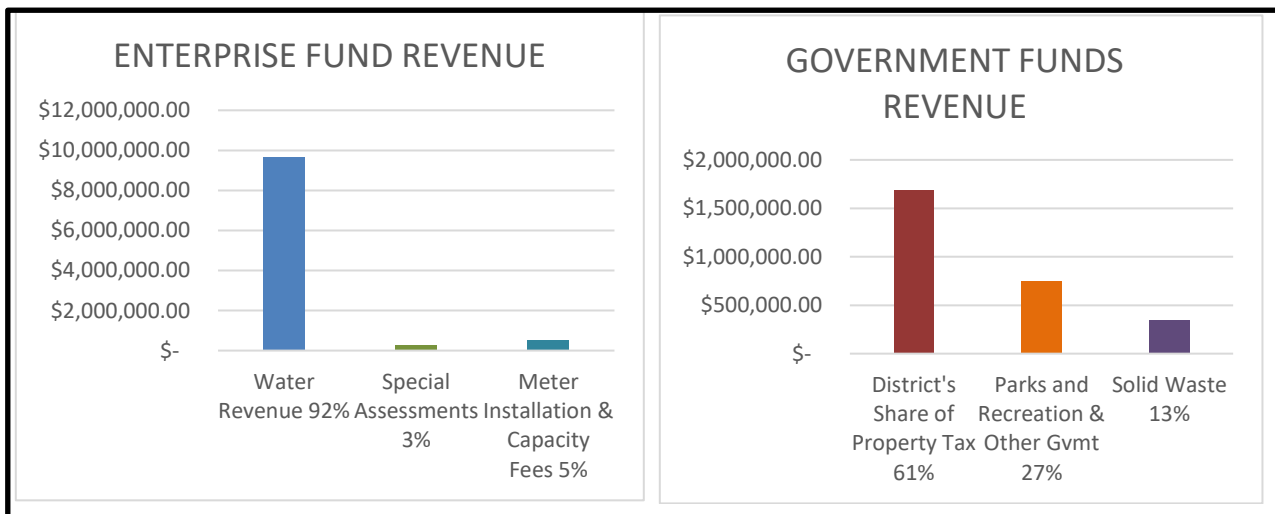 ENTERPRISE FUND REVENUE
$12,000,000.00
$10,000,000.00
$8,000,000.00
$6,000,000.00
$4,000,000.00
$2,000,000.00
$-
Water
Revenue 92%
Special
Assessments
3%
Meter
Installation &
Capacity
Fees 5%
GOVERNMENT FUNDS
REVENUE
$2,000,000.00
$1,500,000.00
$1,000,000.00
$500,000.00
$-
District's
Share of
Property Tax
61%
Parks and
Recreation &
Other Gvmt
27%
Solid Waste
13%